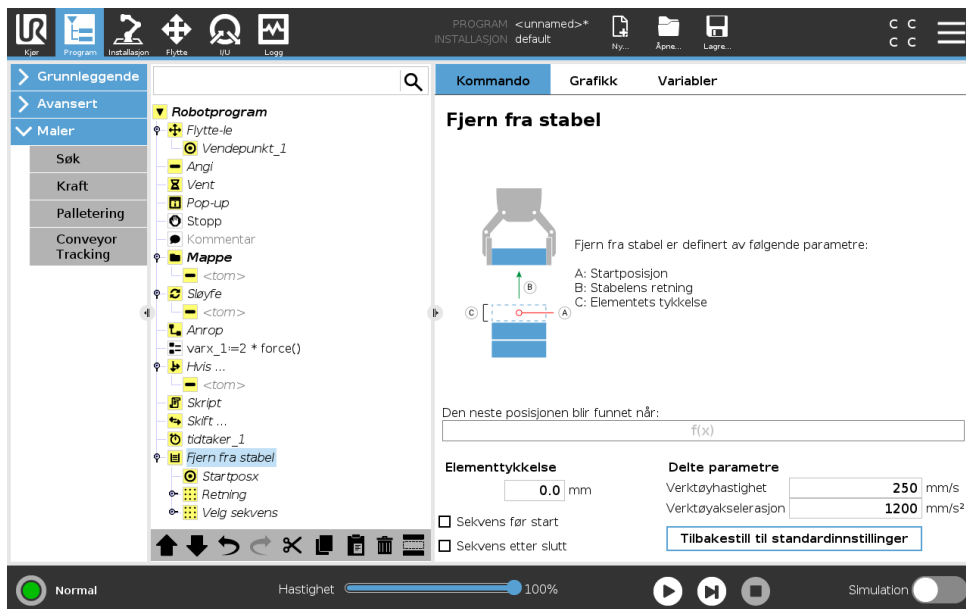 UR
Kjør
Program
Installasjon
Flytte
I/U
Logg
PROGRAM <unnamed>*
INSTALLASJON default
Ny...
Åpne...
Lagre...
C C
C C
Grunnleggende
Avansert
Maler
Søk
Kraft
Palletering
Conveyor
Tracking
Robotprogram
Flytte-le
Vendepunkt_1
Angi
Vent
Pop-up
Stopp
Kommentar
Mappe
<tom>
Sløyfe
<tom>
Anrop
varx_1≔2 * force()
Hvis ...
<tom>
Skript
Skift ...
tidtaker_1
Fjern fra stabel
Startposx
Retning
Velg sekvens
Kommando
Grafikk
Variabler
Fjern fra stabel
Fjern fra stabel er definert av følgende parametre:
A: Startposisjon
B: Stabelens retning
C: Elementets tykkelse
B
C
A
Den neste posisjonen blir funnet når:
f(x)
Elementtykkelse
0.0 mm
Sekvens før start
Sekvens etter slutt
Delte parametre
Verktøyhastighet 250 mm/s
Verktøyakselerasjon 1200 mm/s²
Tilbakestill til standardinnstillinger
Normal
Hastighet 100%
Simulation